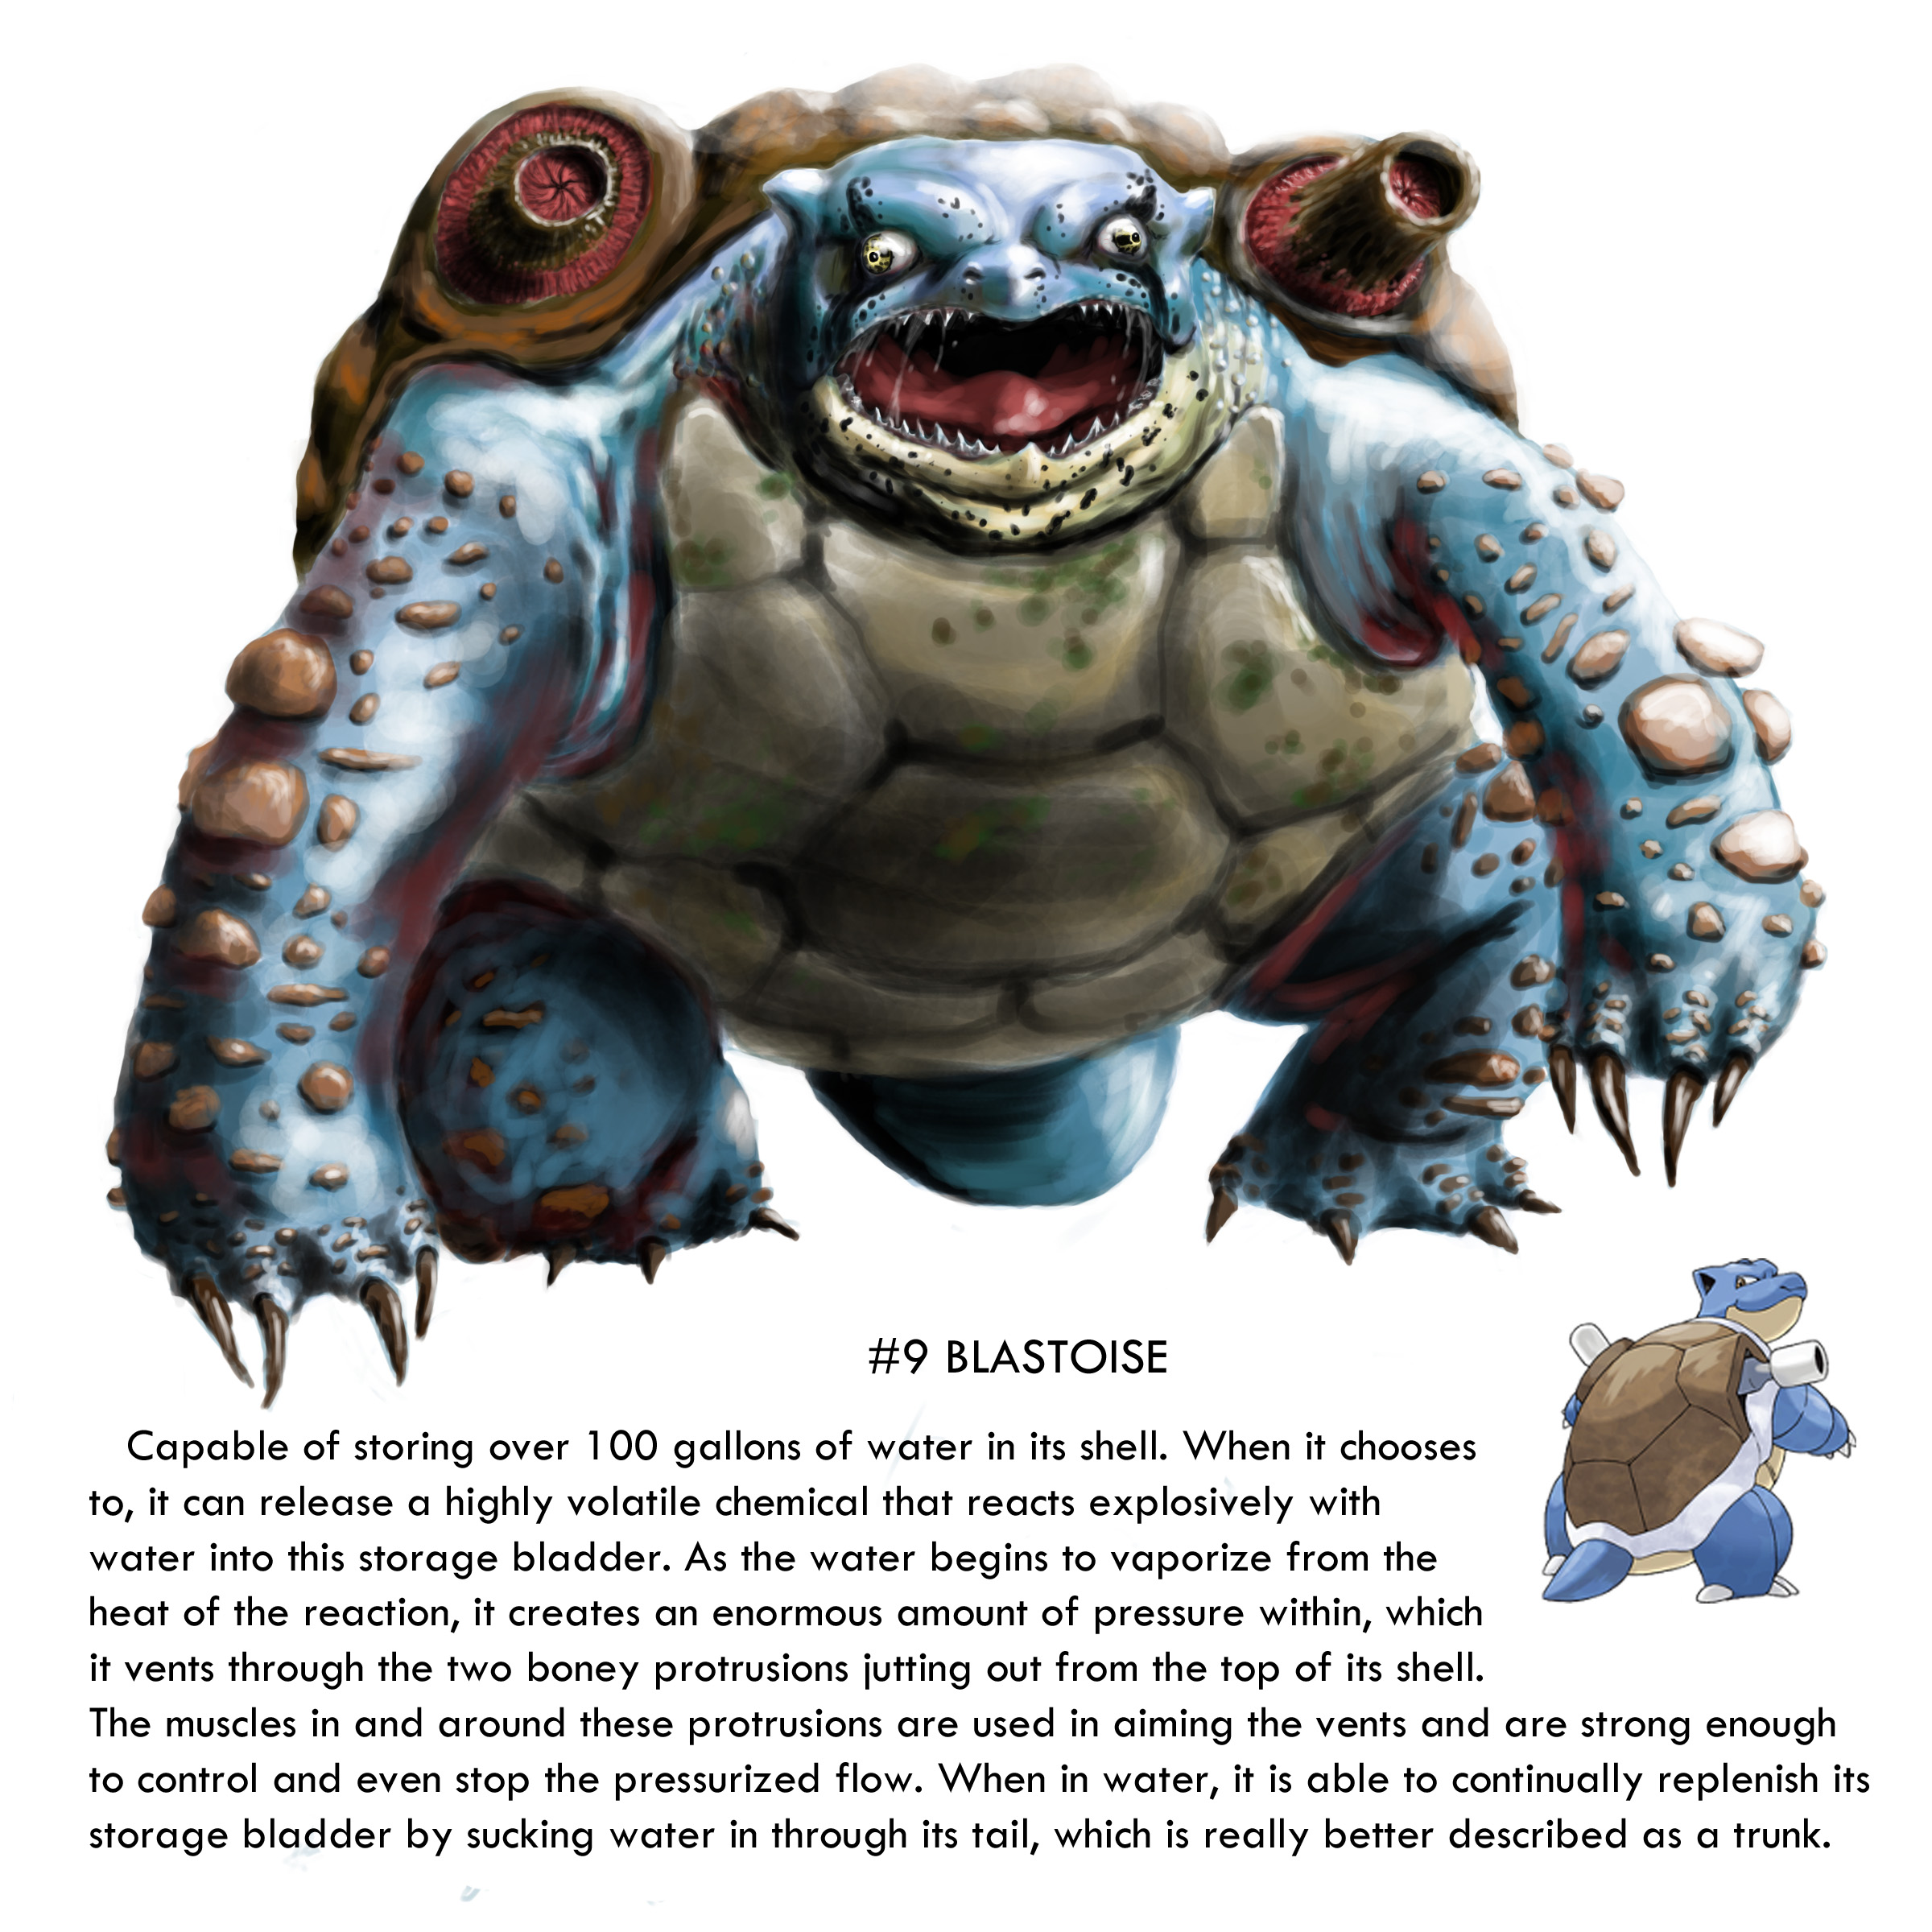 #9 BLASTOISE
Capable of storing over 100 gallons of water in its shell. When it chooses
to, it can release a highly volatile chemical that reacts explosively with
water into this storage bladder. As the water begins to vaporize from the
heat of the reaction, it creates an enormous amount of pressure within, which
it vents through the two boney protrusions jutting out from the top of its shell.
The muscles in and around these protrusions are used in aiming the vents and are strong enough
to control and even stop the pressurized flow. When in water, it is able to continually replenish its
storage bladder by sucking water in through its tail, which is really better described as a trunk.